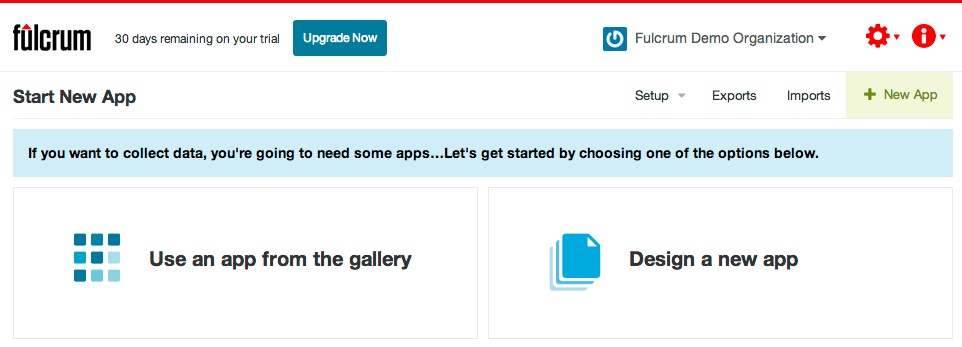 fulcrum
30 days remaining on your trial
Upgrade Now
Fulcrum Demo Organization
Start New App
Setup
Exports
Imports
+ New App
If you want to collect data, you're going to need some apps...Let's get started by choosing one of the options below.
Use an app from the gallery
Design a new app